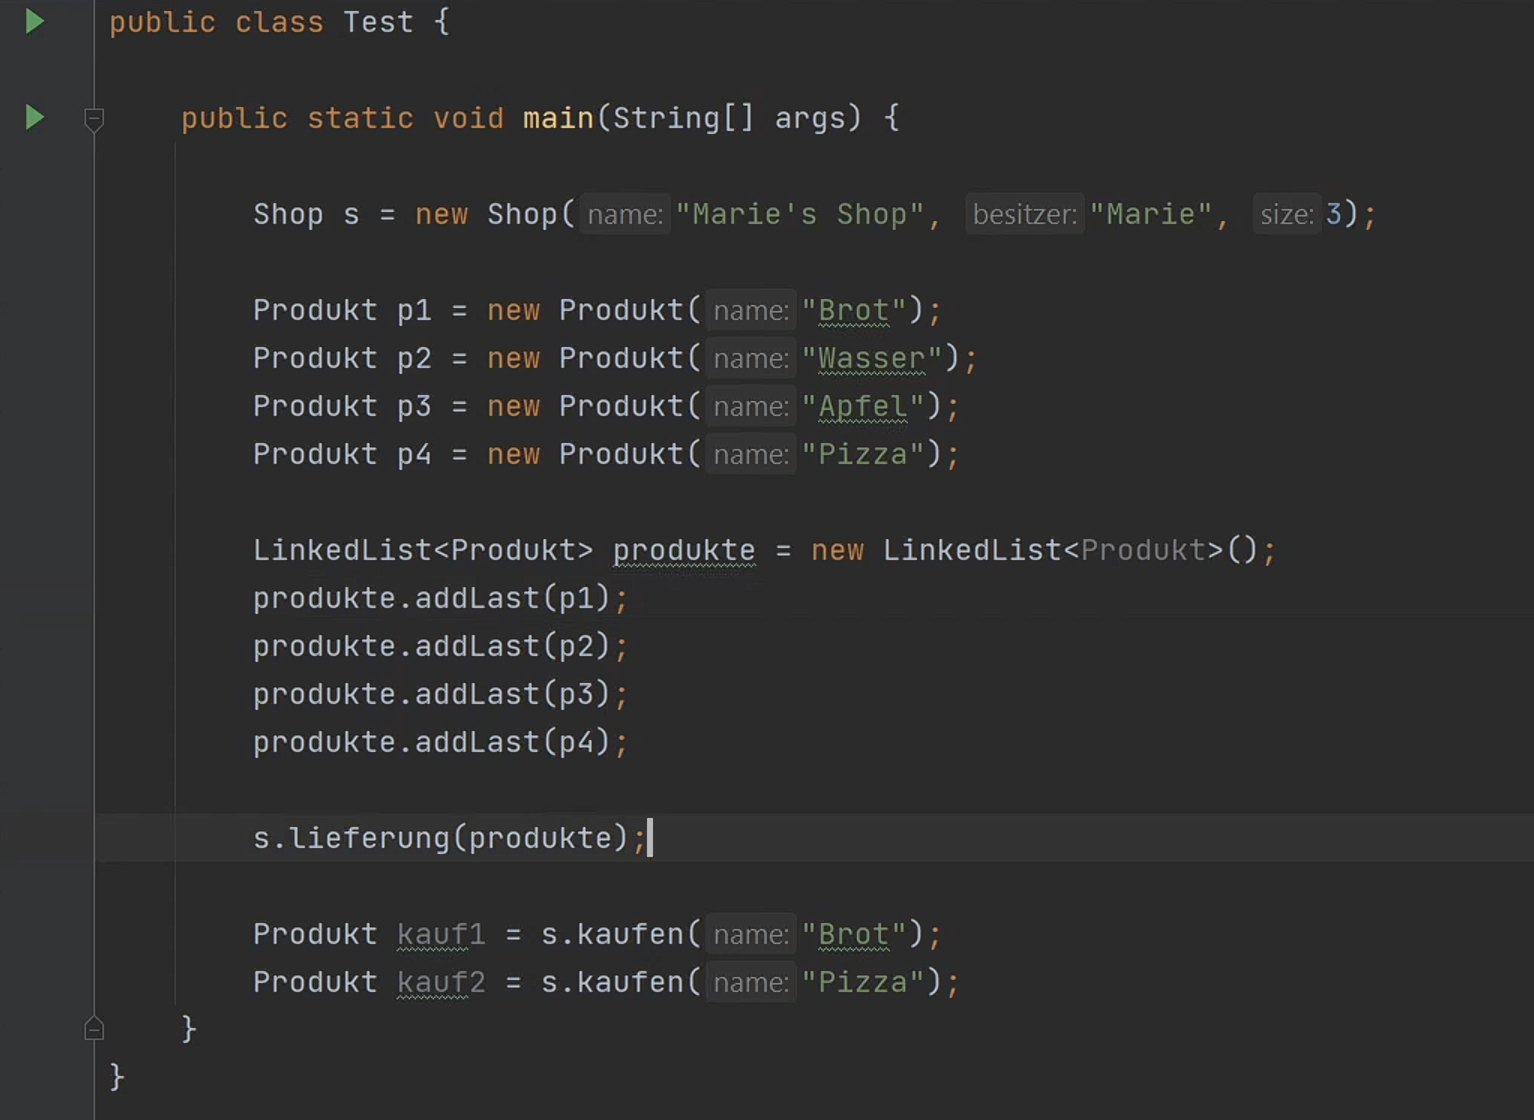 public class Test {
public static void main(String[] args) {
Shop s = new Shop( name: "Marie's Shop", besitzer: "Marie", size: 3);
Produkt p1 = new Produkt( name: "Brot");
Produkt p2 = new Produkt( name: "Wasser");
Produkt p3 = new Produkt( name: "Apfel");
Produkt p4 = new Produkt( name: "Pizza");
LinkedList<Produkt> produkte = new LinkedList<Produkt>();
produkte.addLast(p1);
produkte.addLast(p2);
produkte.addLast(p3);
produkte.addLast(p4);
s.lieferung(produkte);
Produkt kauf1 = s.kaufen( name: "Brot");
Produkt kauf2 = s.kaufen( name: "Pizza");
}
}